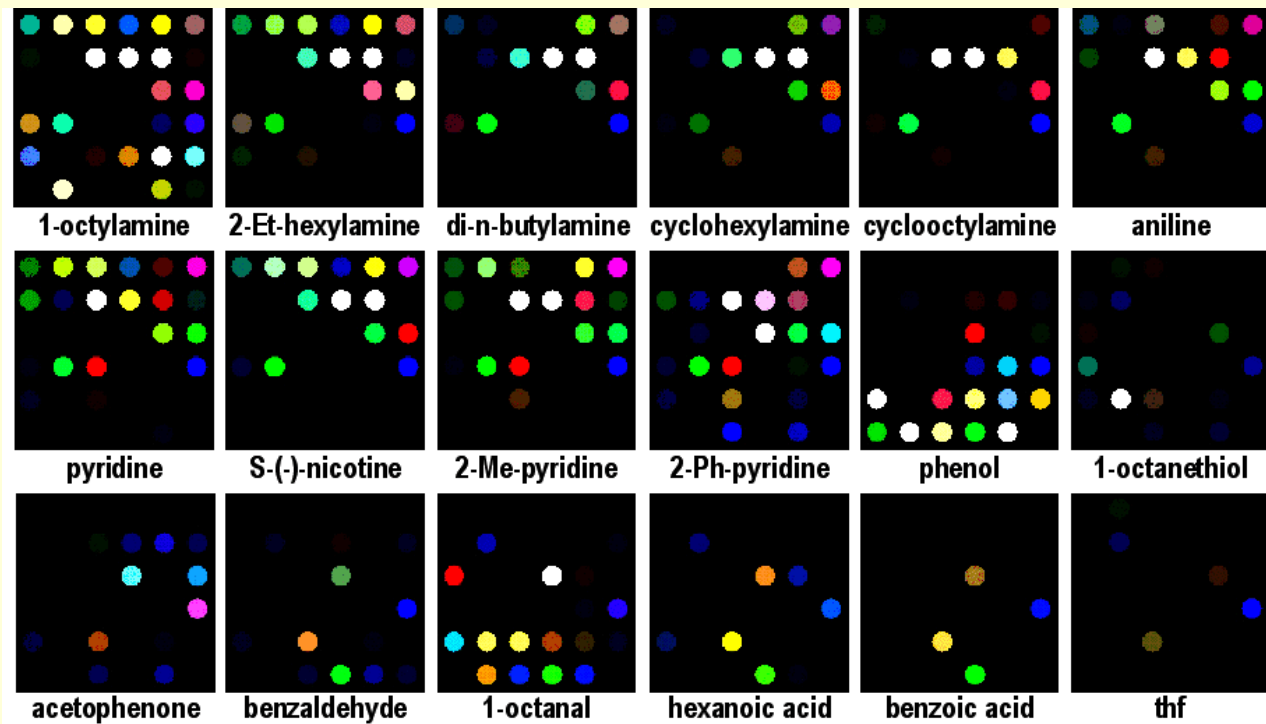 1-octylamine 2-Et-hexylamine di-n-butylamine cyclohexylamine cyclooctylamine aniline
pyridine S-(-)-nicotine 2-Me-pyridine 2-Ph-pyridine phenol 1-octanethiol
acetophenone benzaldehyde 1-octanal hexanoic acid benzoic acid thf